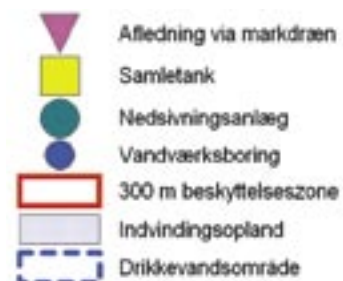 Afledning via markdræn
Samletank
Nedsivningsanlæg
Vandværksboring
300 m beskyttelseszone
Indvindingsopland
Drikkevandsområde